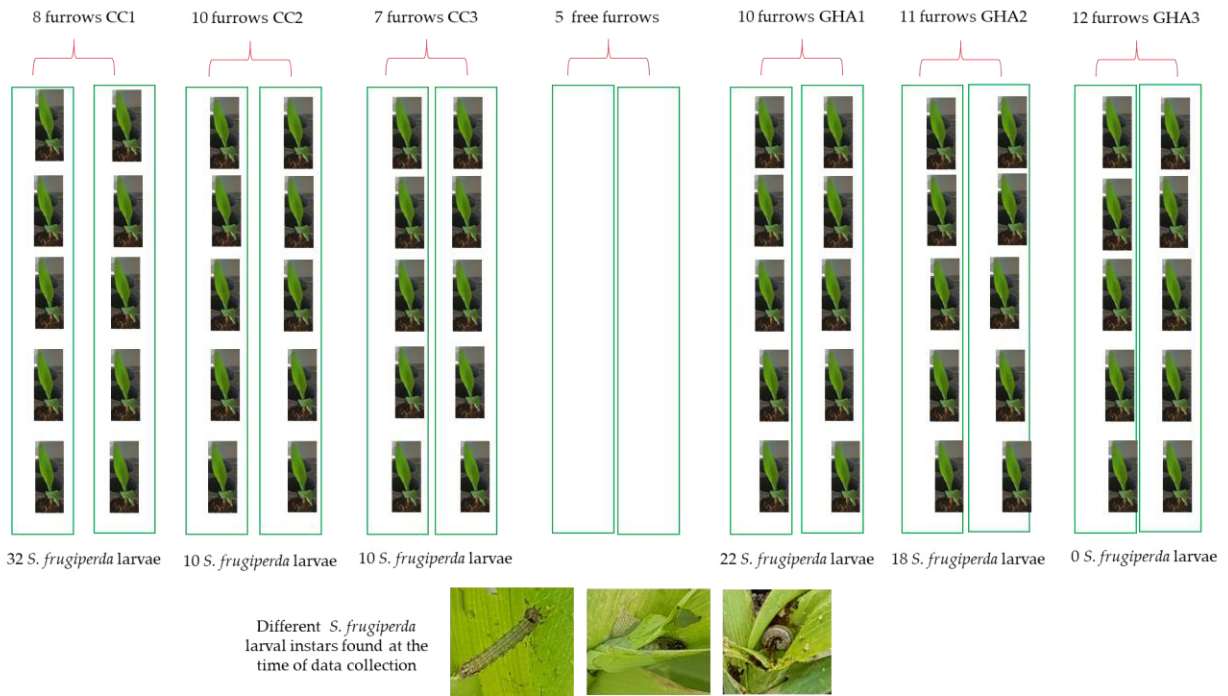 8 furrows CC1
10 furrows CC2
7 furrows CC3
5 free furrows
10 furrows GHA1
11 furrows GHA2
12 furrows GHA3
32 S. frugiperda larvae
10 S. frugiperda larvae
10 S. frugiperda larvae
22 S. frugiperda larvae
18 S. frugiperda larvae
0 S. frugiperda larvae
Different S. frugiperda
larval instars found at the
time of data collection